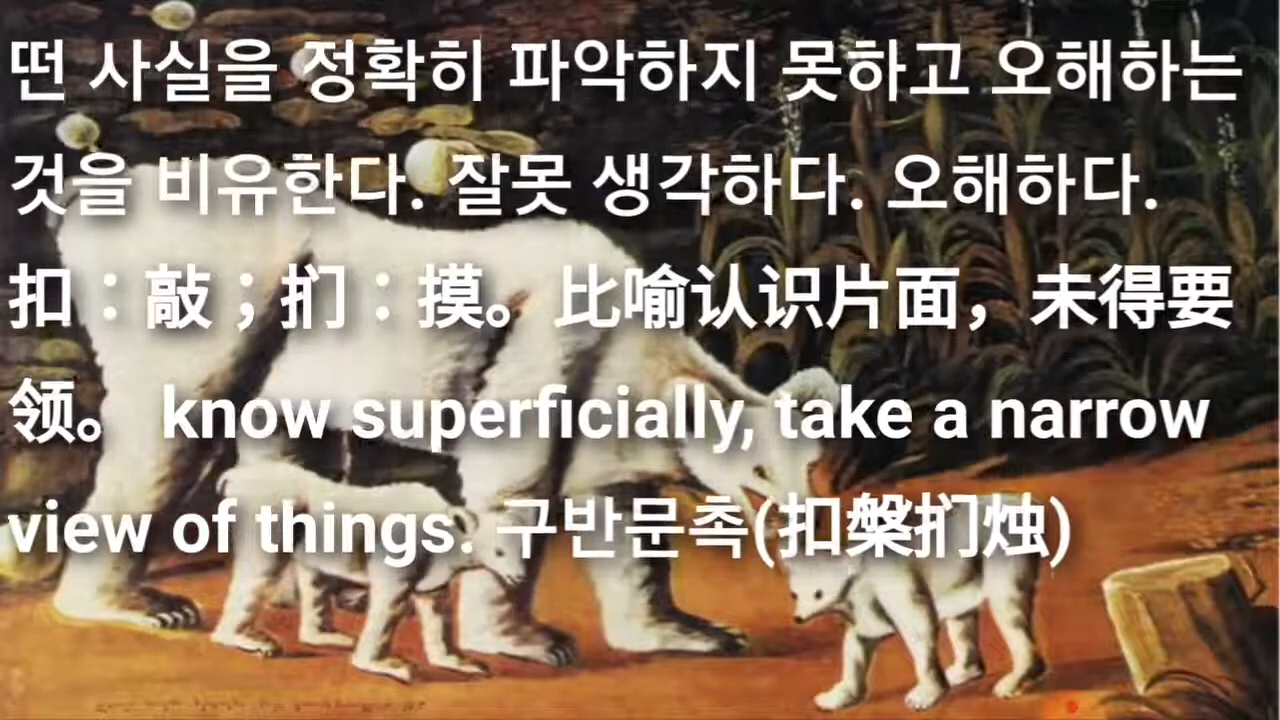 떤 사실을 정확히 파악하지 못하고 오해하는
것을 비유한다. 잘못 생각하다. 오해하다.
扣：敲；扪：摸。比喻认识片面，未得要
领。 know superficially, take a narrow
view of things. 구반문촉(扣槃扪烛)